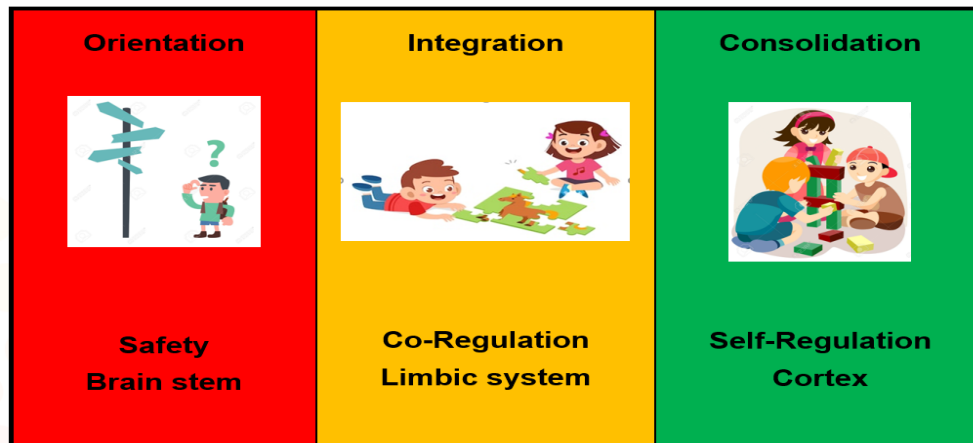 Orientation
Integration
Consolidation
?
Safety
Brain stem
Co-Regulation
Limbic system
Self-Regulation
Cortex